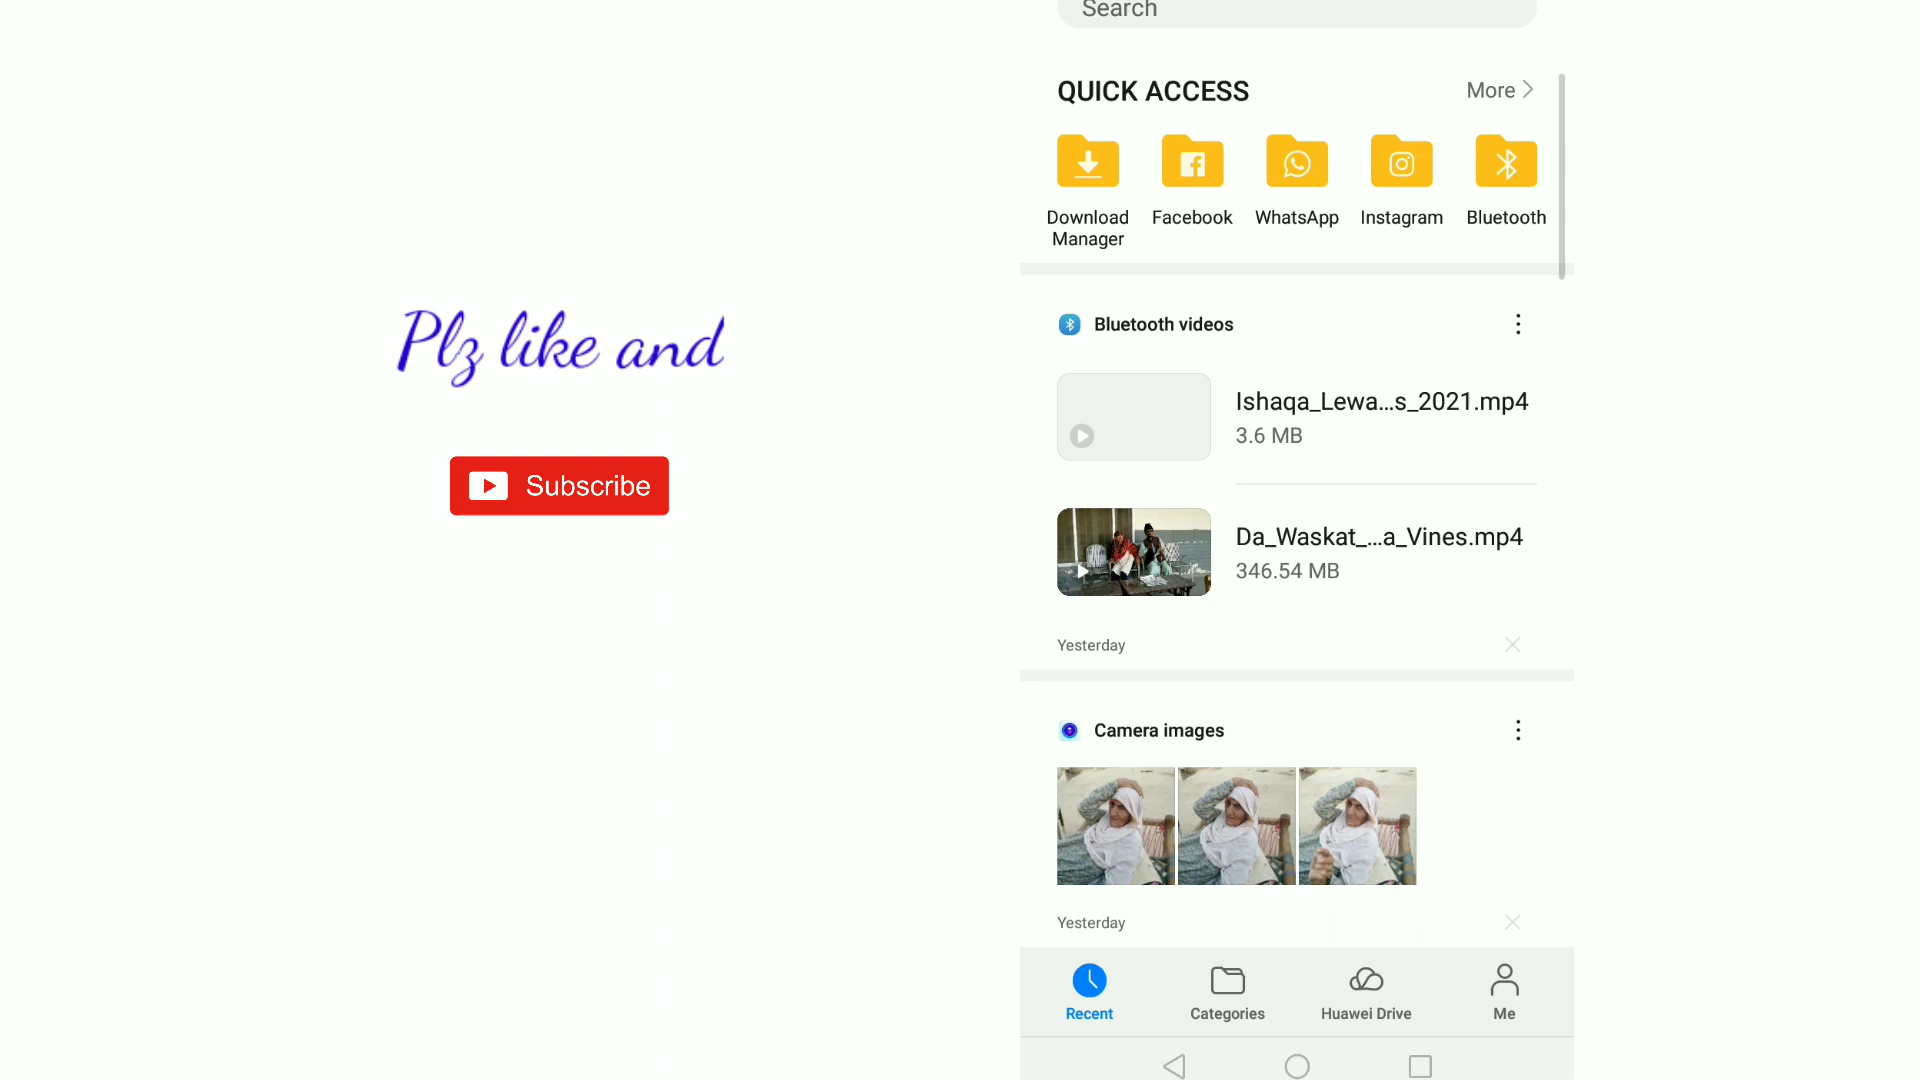 Search
QUICK ACCESS
More
Download Manager
Facebook
WhatsApp
Instagram
Bluetooth
Bluetooth videos
Ishaqa_Lewa...s_2021.mp4
3.6 MB
Da_Waskat_...a_Vines.mp4
346.54 MB
Yesterday
Camera images
Yesterday
Recent
Categories
Huawei Drive
Me
Plz like and
Subscribe